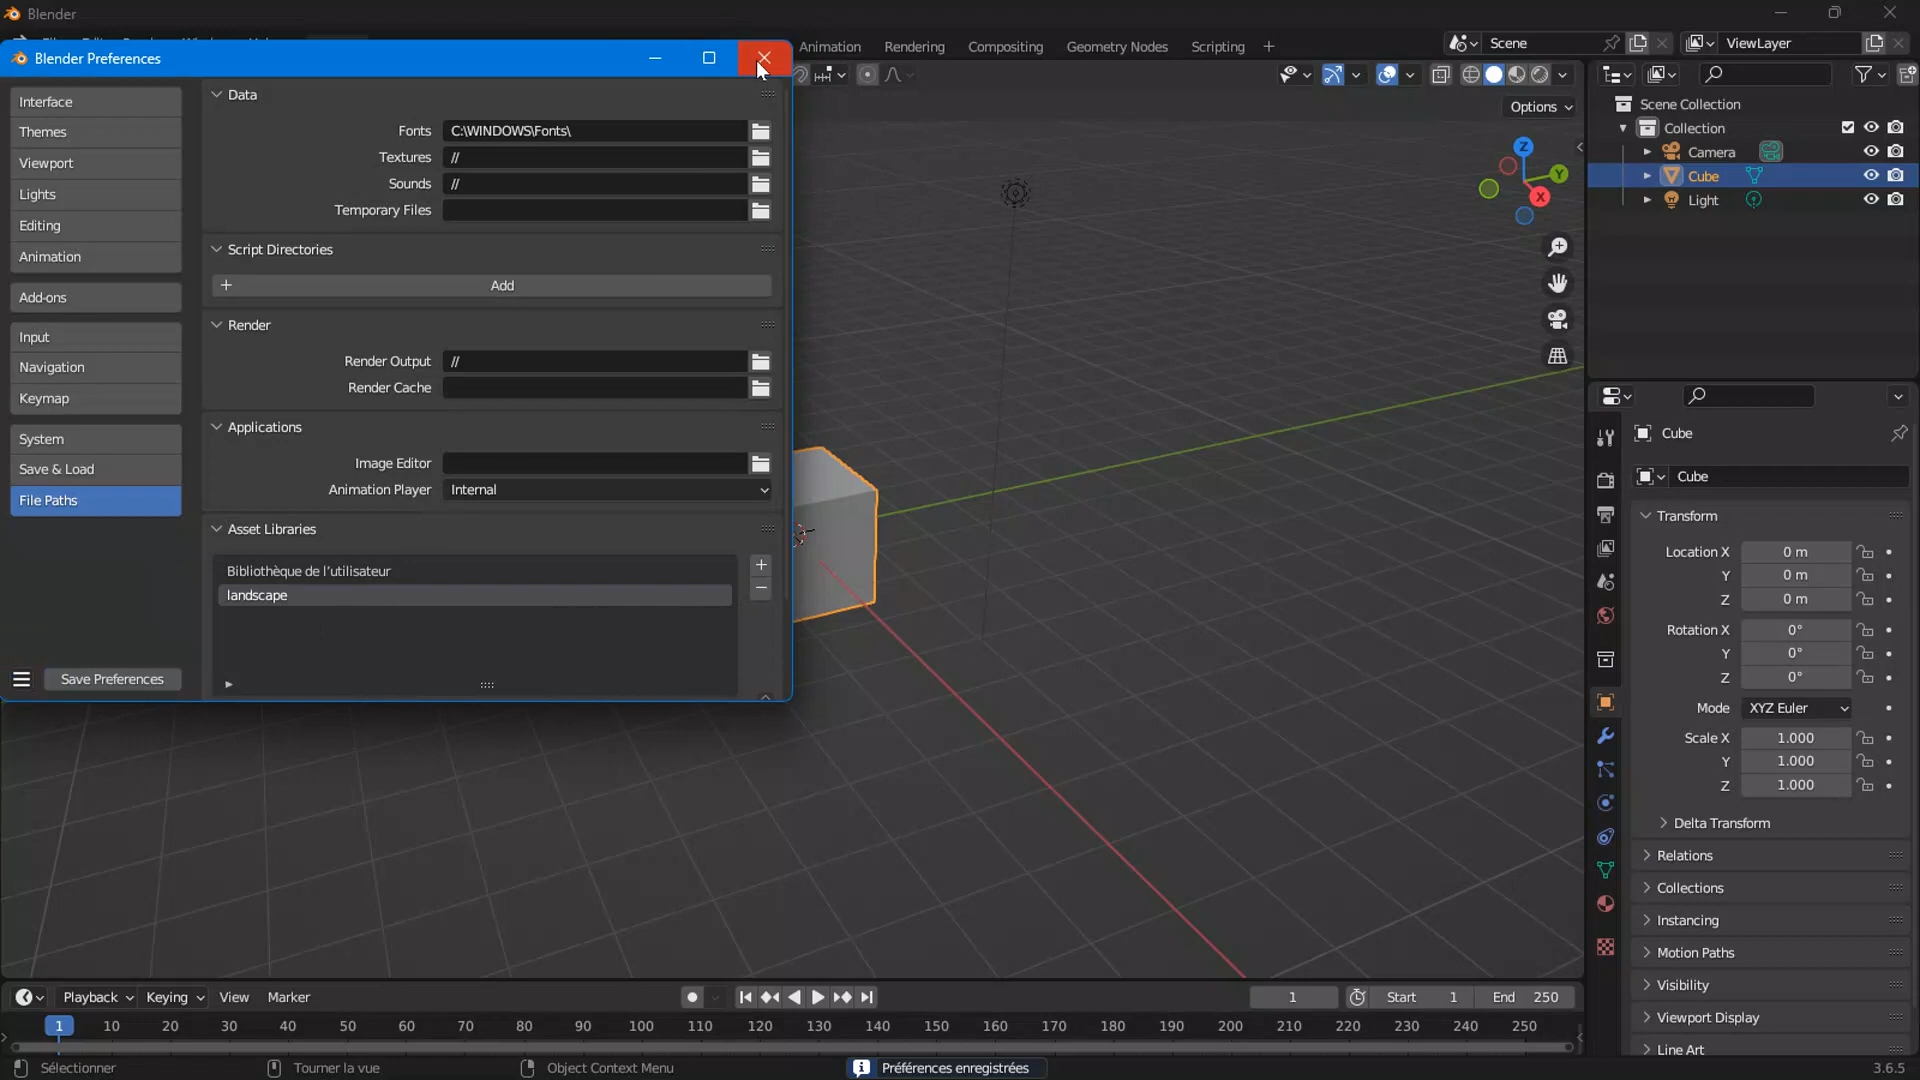 Blender
Blender Preferences
Animation
Rendering
Compositing
Geometry Nodes
Scripting
Scene
ViewLayer
Options
Interface
Themes
Viewport
Lights
Editing
Animation
Add-ons
Input
Navigation
Keymap
System
Save & Load
File Paths
Save Preferences
Data
Fonts C:\WINDOWS\Fonts\
Textures //
Sounds //
Temporary Files
Script Directories
Add
Render
Render Output //
Render Cache
Applications
Image Editor
Animation Player Internal
Asset Libraries
Bibliothèque de l'utilisateur
landscape
Z
Y
X
Scene Collection
Collection
Camera
Cube
Light
Cube
Cube
Transform
Location X 0 m
Y 0 m
Z 0 m
Rotation X 0°
Y 0°
Z 0°
Mode XYZ Euler
Scale X 1.000
Y 1.000
Z 1.000
Delta Transform
Relations
Collections
Instancing
Motion Paths
Visibility
Viewport Display
Line Art
Playback Keying View Marker
1 Start 1 End 250
1 10 20 30 40 50 60 70 80 90 100 110 120 130 140 150 160 170 180 190 200 210 220 230 240 250
Sélectionner Tourner la vue Object Context Menu Préférences enregistrées 3.6.5